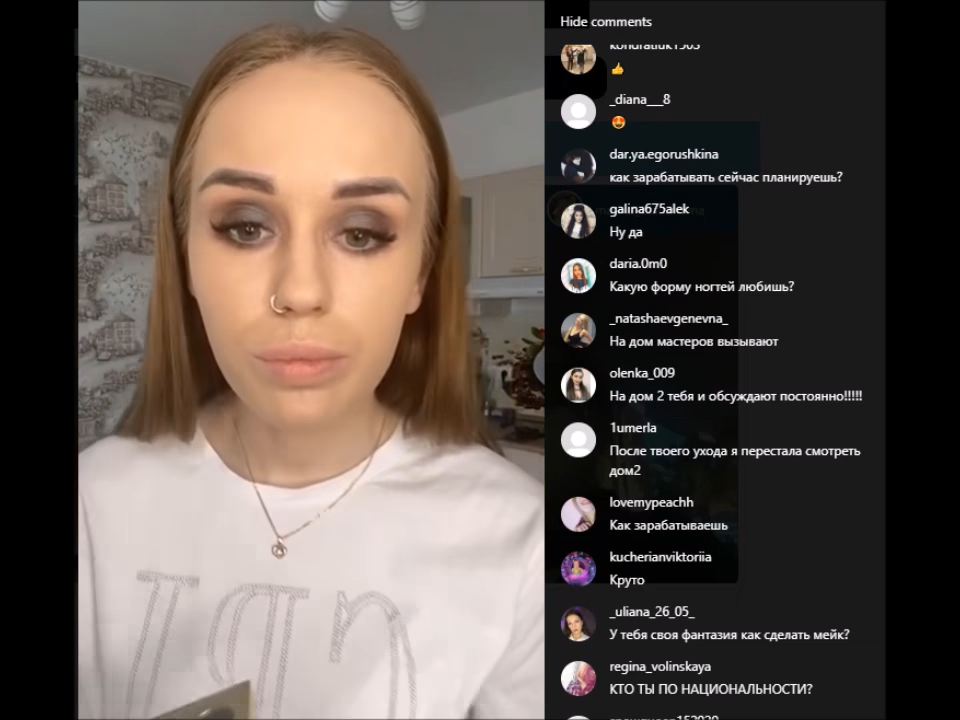 Hide comments
kondratiuk1903
👍
_diana__8
😍
dar.ya.egorushkina
как зарабатывать сейчас планируешь?
galina675alek
Ну да
daria.0m0
Какую форму ногтей любишь?
_natashaevgenevna_
На дом мастеров вызывают
olenka_009
На дом 2 тебя и обсуждают постоянно!!!!!
1umerla
После твоего ухода я перестала смотреть
дом2
lovemypeachh
Как зарабатываешь
kucherianviktoriia
Круто
_uliana_26_05_
У тебя своя фантазия как сделать мейк?
regina_volinskaya
КТО ТЫ ПО НАЦИОНАЛЬНОСТИ?